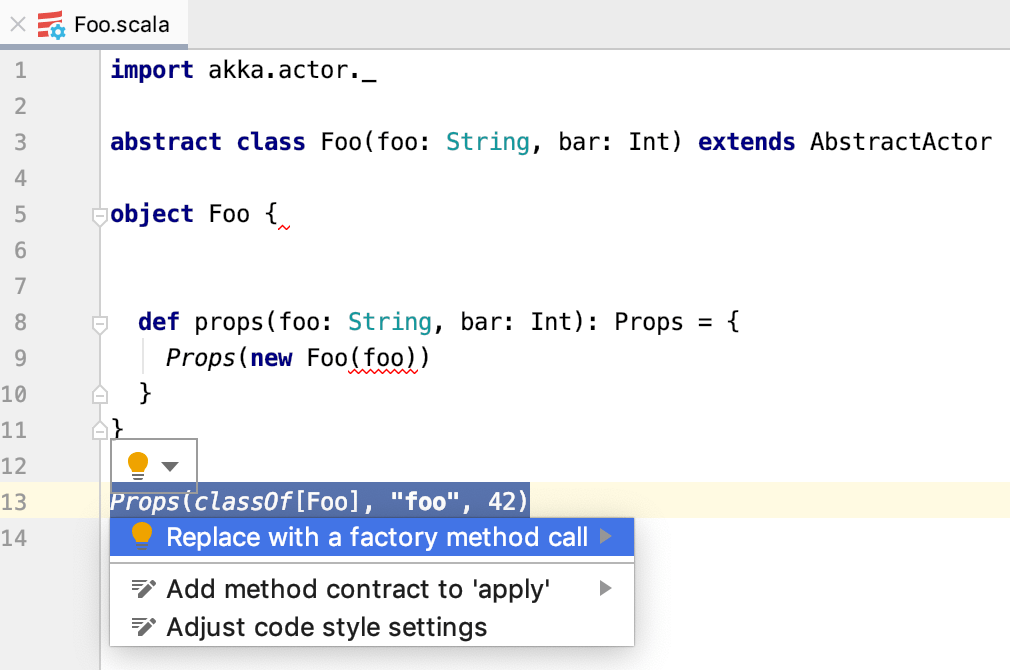 Foo.scala
1 import akka.actor._
2
3 abstract class Foo(foo: String, bar: Int) extends AbstractActor
4
5 object Foo {
6
7
8 def props(foo: String, bar: Int): Props = {
9 Props(new Foo(foo))
10 }
11 }
12
13 Props(classOf[Foo], "foo", 42)
14
Replace with a factory method call
Add method contract to 'apply'
Adjust code style settings